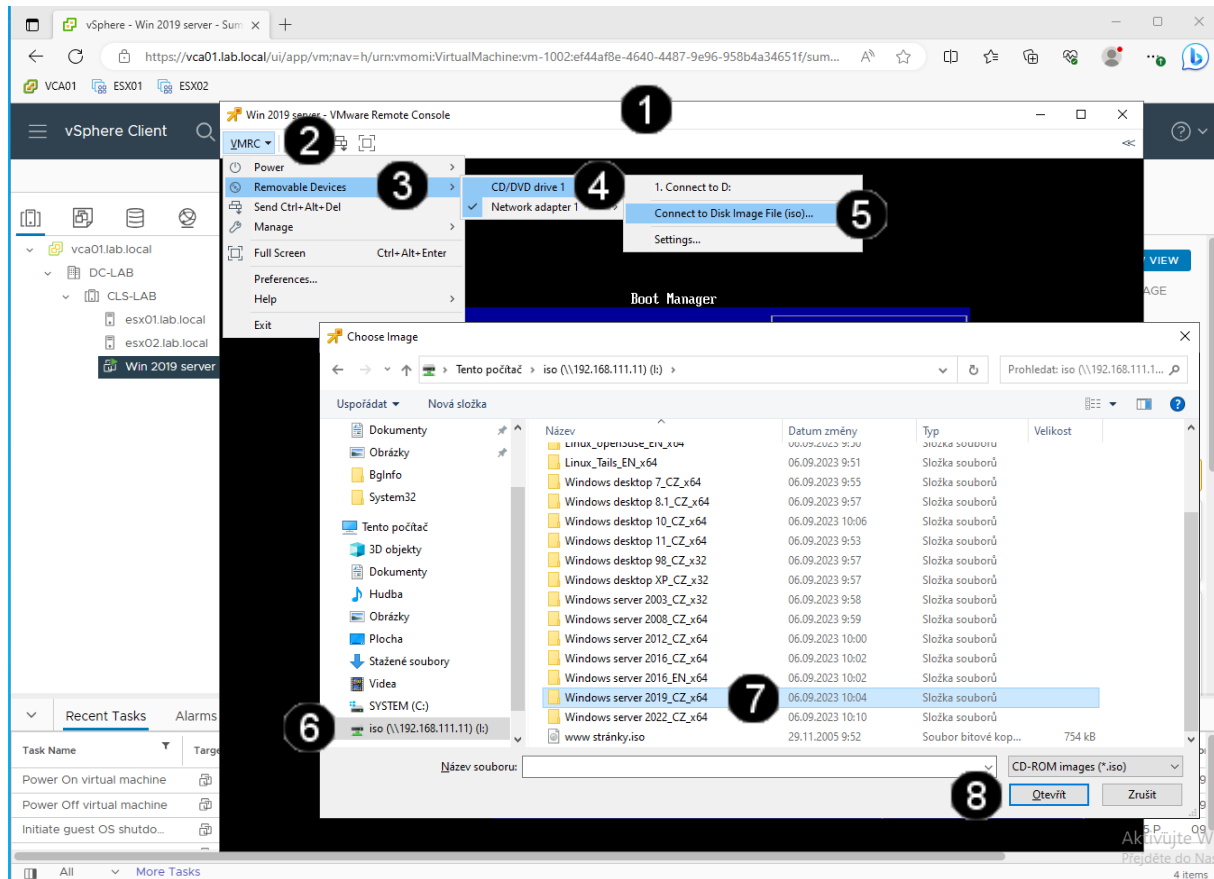 vSphere - Win 2019 server - Sum
https://vca01.lab.local/ui/app/vm;nav=h/urn:vmomi:VirtualMachine:vm-1002:ef44af8e-4640-4487-9e96-958b4a34651f/sum...
VCA01 ESX01 ESX02
vSphere Client
Win 2019 server - VMware Remote Console
1
VMRC
2
Power
Removable Devices
3
CD/DVD drive 1
4
1. Connect to D:
Send Ctrl+Alt+Del
Network adapter 1
Connect to Disk Image File (iso)...
5
Manage
Settings...
Full Screen Ctrl+Alt+Enter
Preferences...
Help
Exit
vca01.lab.local
DC-LAB
CLS-LAB
esx01.lab.local
esx02.lab.local
Win 2019 server
VIEW
AGE
Boot Manager
Choose Image
Tento počítač > iso (\\192.168.111.11) (I:) >
Prohledat: iso (\\192.168.111.1...
Uspořádat Nová složka
Dokumenty
Obrázky
BgInfo
System32
Tento počítač
3D objekty
Dokumenty
Hudba
Obrázky
Plocha
Stažené soubory
Videa
SYSTEM (C:)
6
iso (\\192.168.111.11) (I:)
Název Datum změny Typ Velikost
Linux_openSuse_EN_x64 06.09.2023 9:50 Složka souborů
Linux_Tails_EN_x64 06.09.2023 9:51 Složka souborů
Windows desktop 7_CZ_x64 06.09.2023 9:55 Složka souborů
Windows desktop 8.1_CZ_x64 06.09.2023 9:57 Složka souborů
Windows desktop 10_CZ_x64 06.09.2023 10:06 Složka souborů
Windows desktop 11_CZ_x64 06.09.2023 9:53 Složka souborů
Windows desktop 98_CZ_x32 06.09.2023 9:57 Složka souborů
Windows desktop XP_CZ_x32 06.09.2023 9:57 Složka souborů
Windows server 2003_CZ_x32 06.09.2023 9:58 Složka souborů
Windows server 2008_CZ_x64 06.09.2023 9:59 Složka souborů
Windows server 2012_CZ_x64 06.09.2023 10:00 Složka souborů
Windows server 2016_CZ_x64 06.09.2023 10:02 Složka souborů
Windows server 2016_EN_x64 06.09.2023 10:02 Složka souborů
Windows server 2019_CZ_x64 7 06.09.2023 10:04 Složka souborů
Windows server 2022_CZ_x64 06.09.2023 10:10 Složka souborů
www stránky.iso 29.11.2005 9:52 Soubor bitové kop... 754 kB
Název souboru: CD-ROM images (*.iso)
8
Otevřít Zrušit
Recent Tasks Alarms
Task Name Targe
Power On virtual machine
Power Off virtual machine
Initiate guest OS shutdo...
Aktivujte W
Přejděte do Nas
All More Tasks
4 items